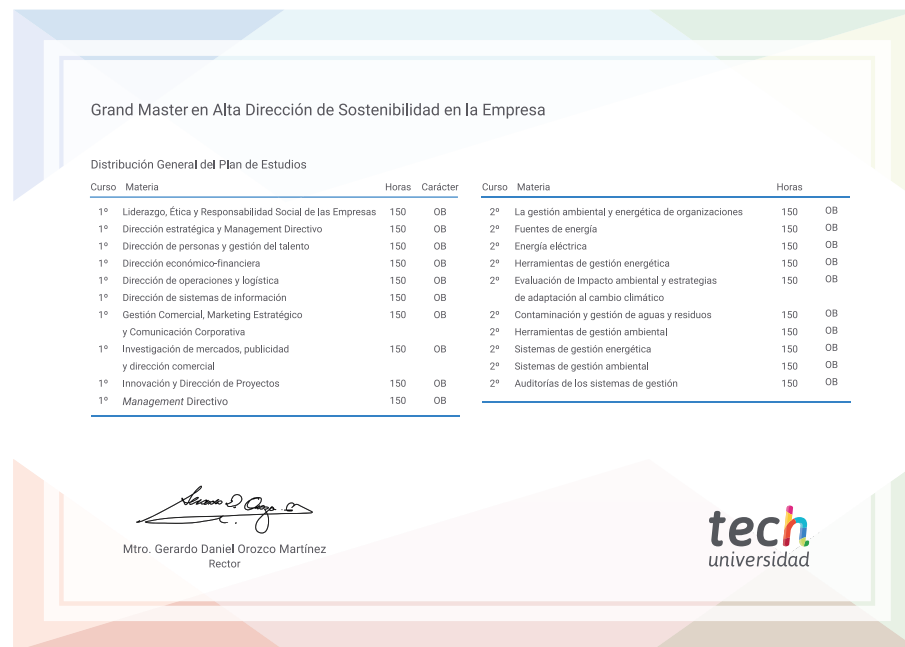 Grand Master en Alta Dirección de Sostenibilidad en la Empresa
Distribución General del Plan de Estudios
Curso Materia Horas Carácter
1º Liderazgo, Ética y Responsabilidad Social de las Empresas 150 OB
1º Dirección estratégica y Management Directivo 150 OB
1º Dirección de personas y gestión del talento 150 OB
1º Dirección económico-financiera 150 OB
1º Dirección de operaciones y logística 150 OB
1º Dirección de sistemas de información 150 OB
1º Gestión Comercial, Marketing Estratégico 150 OB
y Comunicación Corporativa
1º Investigación de mercados, publicidad 150 OB
y dirección comercial
1º Innovación y Dirección de Proyectos 150 OB
1º Management Directivo 150 OB
Curso Materia Horas
2º La gestión ambiental y energética de organizaciones 150 OB
2º Fuentes de energía 150 OB
2º Energía eléctrica 150 OB
2º Herramientas de gestión energética 150 OB
2º Evaluación de Impacto ambiental y estrategias 150 OB
de adaptación al cambio climático
2º Contaminación y gestión de aguas y residuos 150 OB
2º Herramientas de gestión ambiental 150 OB
2º Sistemas de gestión energética 150 OB
2º Sistemas de gestión ambiental 150 OB
2º Auditorías de los sistemas de gestión 150 OB
Mtro. Gerardo Daniel Orozco Martínez
Rector
tech
universidad